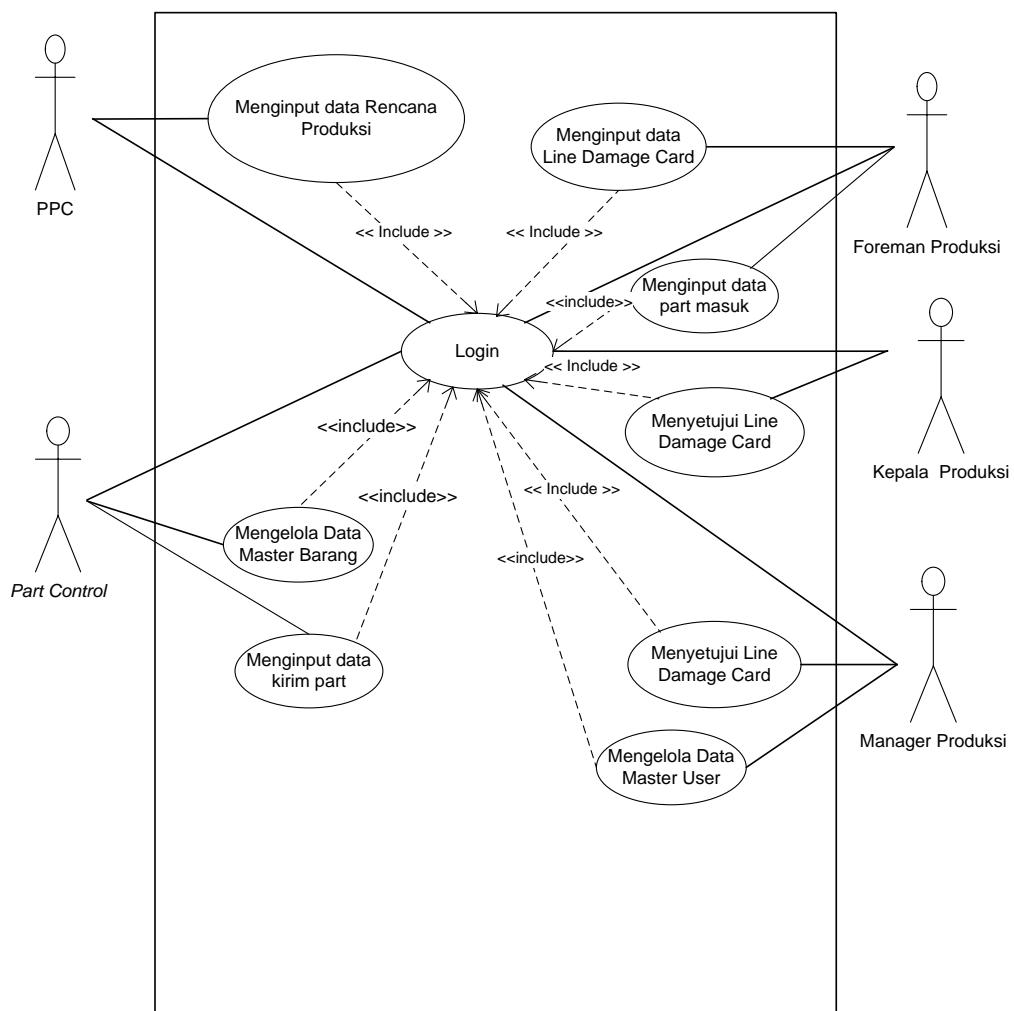 Menginput data Rencana
Produksi
Menginput data
Line Damage Card
PPC
<< Include >>
<< Include >>
Foreman Produksi
Menginput data
part masuk
<<include>>
Login
<< Include >>
Menyetujui Line
Damage Card
Kepala  Produksi
<<include>>
<<include>>
<< Include >>
Mengelola Data
Master Barang
<<include>>
Part Control
Menginput data
kirim part
Menyetujui Line
Damage Card
Manager Produksi
Mengelola Data
Master User